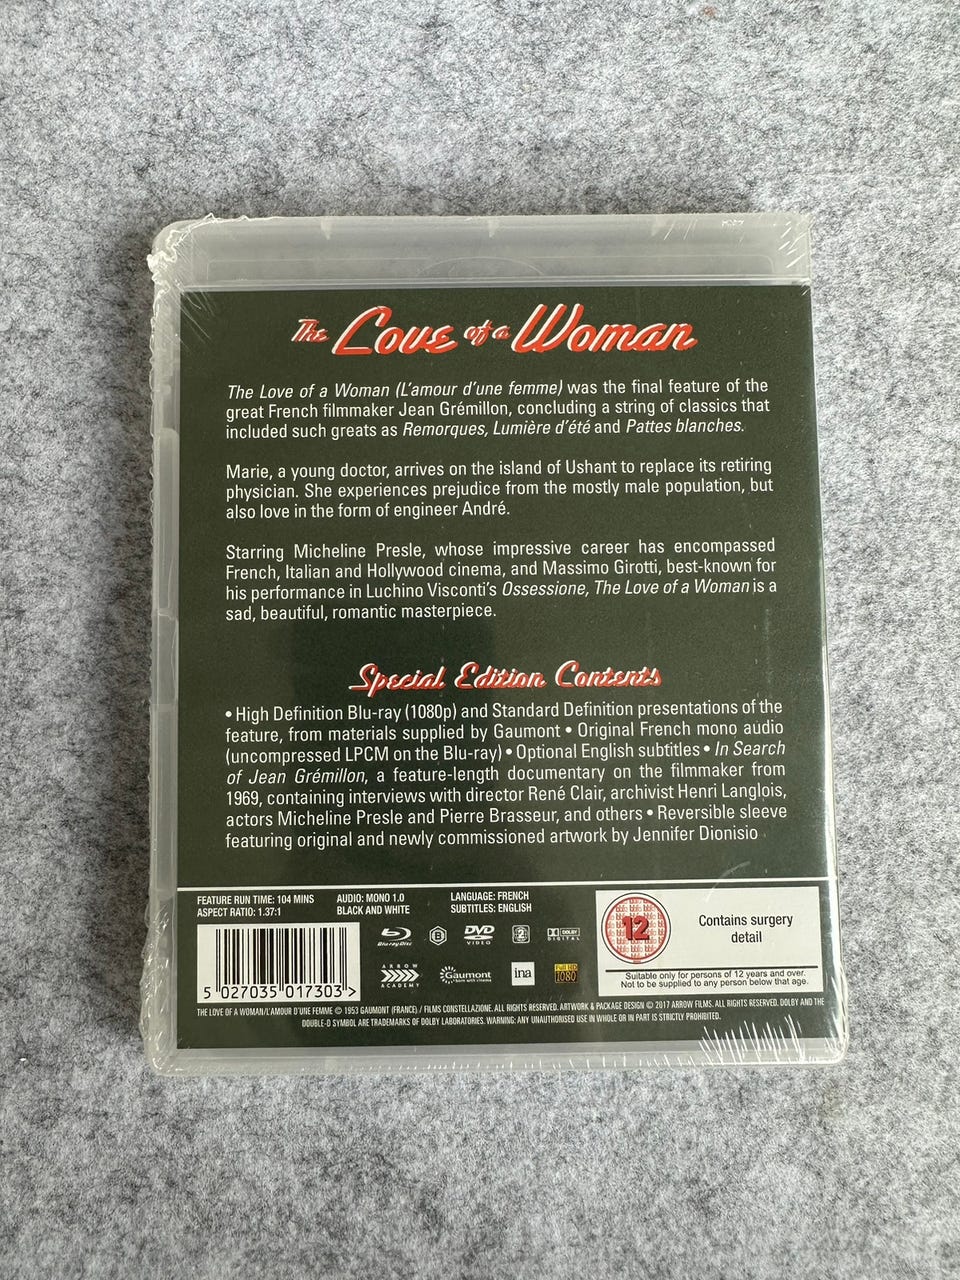 The Love of a Woman
The Love of a Woman (L'amour d'une femme) was the final feature of the
great French filmmaker Jean Grémillon, concluding a string of classics that
included such greats as Remorques, Lumière d'été and Pattes blanches.
Marie, a young doctor, arrives on the island of Ushant to replace its retiring
physician. She experiences prejudice from the mostly male population, but
also love in the form of engineer André.
Starring Micheline Presle, whose impressive career has encompassed
French, Italian and Hollywood cinema, and Massimo Girotti, best-known for
his performance in Luchino Visconti's Ossessione, The Love of a Woman is a
sad, beautiful, romantic masterpiece.
Special Edition Contents
• High Definition Blu-ray (1080p) and Standard Definition presentations of the
feature, from materials supplied by Gaumont • Original French mono audio
(uncompressed LPCM on the Blu-ray) • Optional English subtitles • In Search
of Jean Grémillon, a feature-length documentary on the filmmaker from
1969, containing interviews with director René Clair, archivist Henri Langlois,
actors Micheline Presle and Pierre Brasseur, and others • Reversible sleeve
featuring original and newly commissioned artwork by Jennifer Dionisio
FEATURE RUN TIME: 104 MINS
ASPECT RATIO: 1.37:1
AUDIO: MONO 1.0
BLACK AND WHITE
LANGUAGE: FRENCH
SUBTITLES: ENGLISH
Blu-ray Disc
B
DVD
VIDEO
2
DOLBY
DIGITAL
ARROW
ACADEMY
Gaumont
born with cinema
ina
Full HD
1080
12
Contains surgery
detail
Suitable only for persons of 12 years and over.
Not to be supplied to any person below that age.
5 027035 017303 >
THE LOVE OF A WOMAN/L'AMOUR D'UNE FEMME © 1953 GAUMONT (FRANCE) / FILMS CONSTELLAZIONE. ALL RIGHTS RESERVED. ARTWORK & PACKAGE DESIGN © 2017 ARROW FILMS. ALL RIGHTS RESERVED. DOLBY AND THE
DOUBLE-D SYMBOL ARE TRADEMARKS OF DOLBY LABORATORIES. WARNING: ANY UNAUTHORISED USE IN WHOLE OR IN PART IS STRICTLY PROHIBITED.